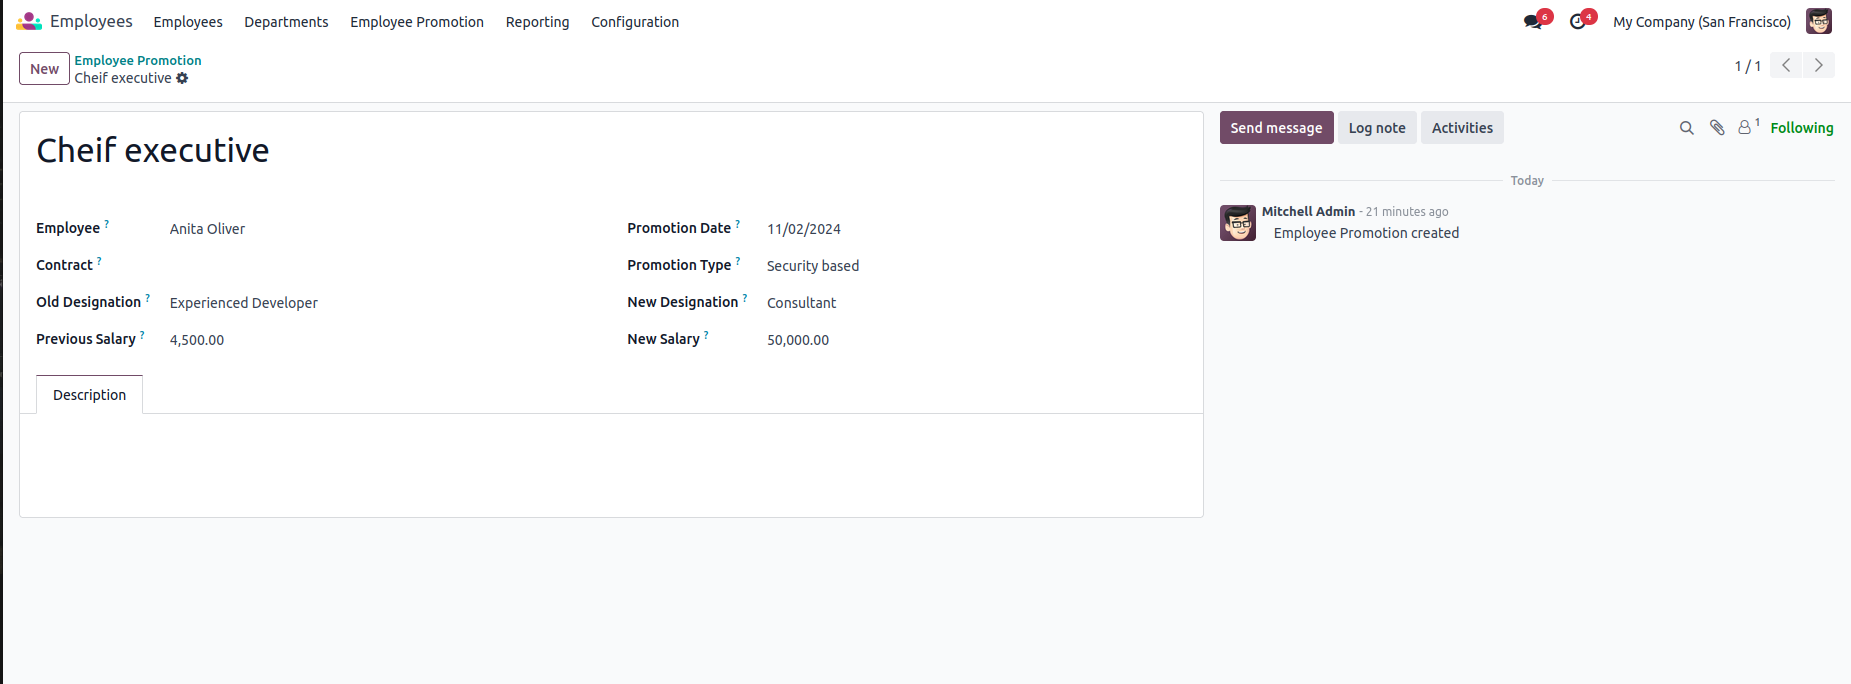 Employees Employees Departments Employee Promotion Reporting Configuration 6 4 My Company (San Francisco)
New Employee Promotion
Cheif executive
1 / 1
Cheif executive
Employee ? Anita Oliver Promotion Date ? 11/02/2024
Contract ? Promotion Type ? Security based
Old Designation ? Experienced Developer New Designation ? Consultant
Previous Salary ? 4,500.00 New Salary ? 50,000.00
Description
Send message Log note Activities 1 Following
Today
Mitchell Admin - 21 minutes ago
Employee Promotion created